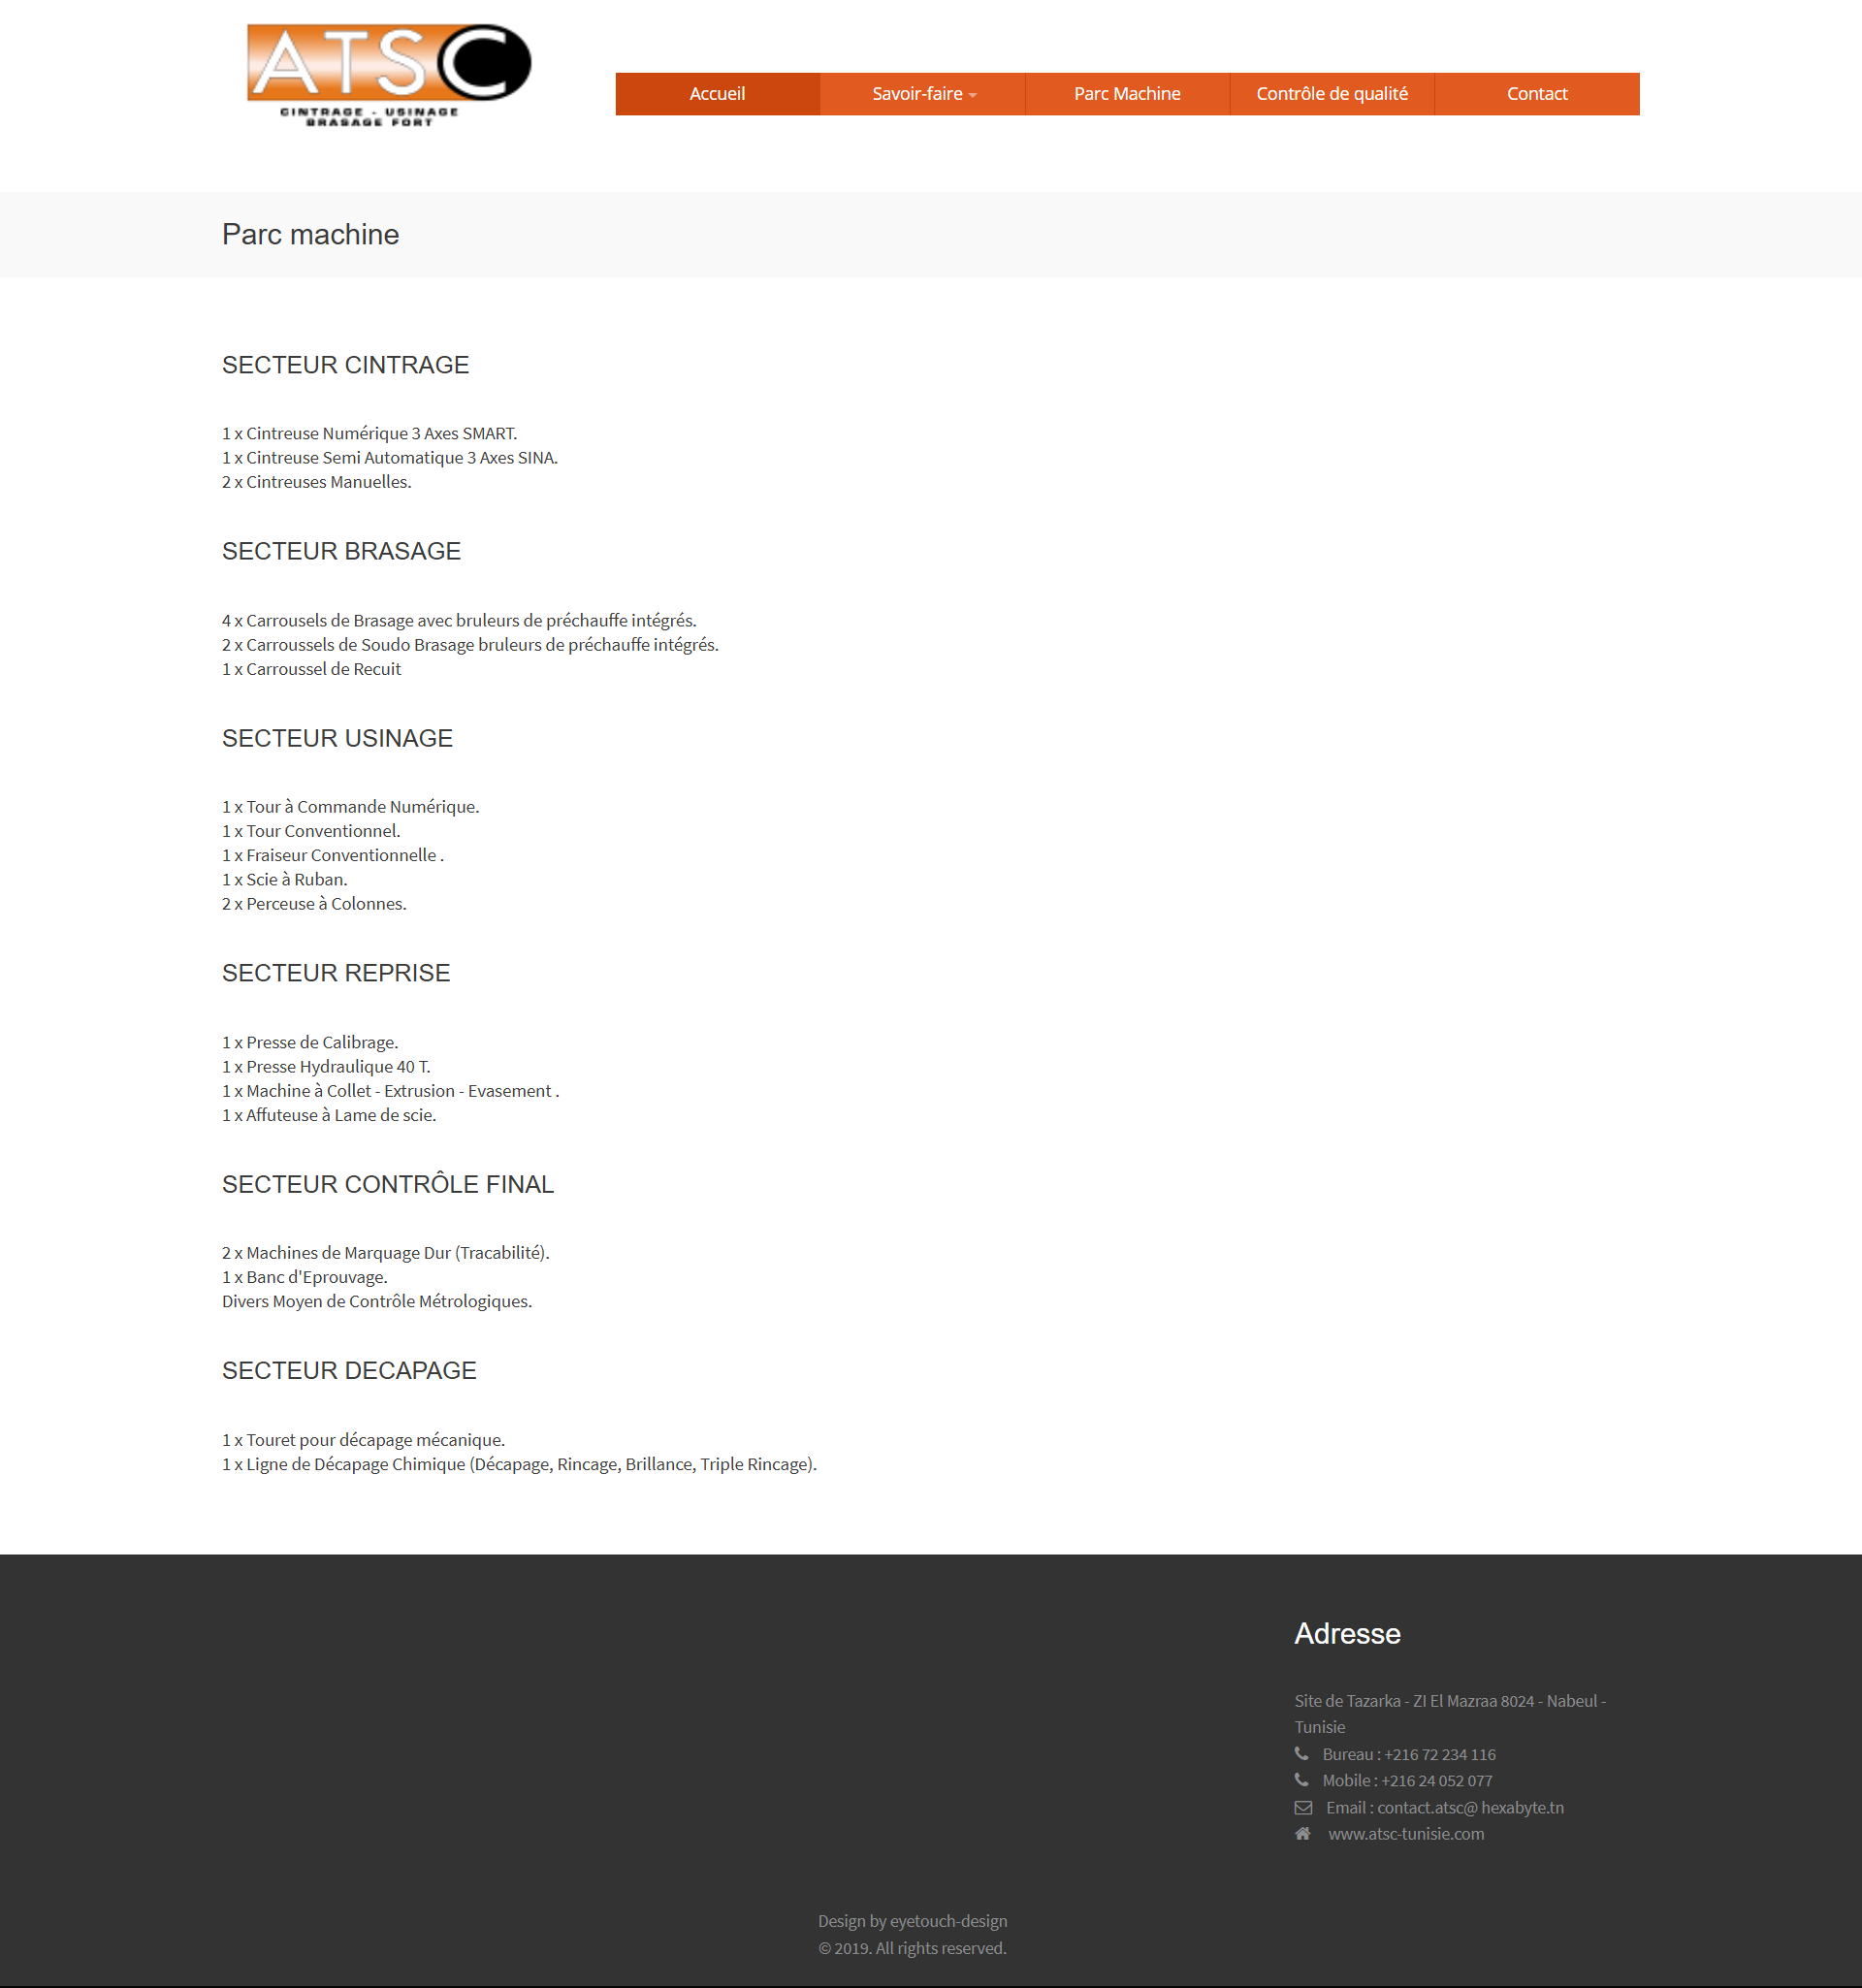 ATSC
CINTRAGE - USINAGE
BRASAGE FORT
Accueil
Savoir-faire
Parc Machine
Contrôle de qualité
Contact
Parc machine
SECTEUR CINTRAGE
1 x Cintreuse Numérique 3 Axes SMART.
1 x Cintreuse Semi Automatique 3 Axes SINA.
2 x Cintreuses Manuelles.
SECTEUR BRASAGE
4 x Carrousels de Brasage avec bruleurs de préchauffe intégrés.
2 x Carroussels de Soudo Brasage bruleurs de préchauffe intégrés.
1 x Carroussel de Recuit
SECTEUR USINAGE
1 x Tour à Commande Numérique.
1 x Tour Conventionnel.
1 x Fraiseur Conventionnelle .
1 x Scie à Ruban.
2 x Perceuse à Colonnes.
SECTEUR REPRISE
1 x Presse de Calibrage.
1 x Presse Hydraulique 40 T.
1 x Machine à Collet - Extrusion - Evasement .
1 x Affuteuse à Lame de scie.
SECTEUR CONTRÔLE FINAL
2 x Machines de Marquage Dur (Tracabilité).
1 x Banc d'Eprouvage.
Divers Moyen de Contrôle Métrologiques.
SECTEUR DECAPAGE
1 x Touret pour décapage mécanique.
1 x Ligne de Décapage Chimique (Décapage, Rincage, Brillance, Triple Rincage).
Adresse
Site de Tazarka - ZI El Mazraa 8024 - Nabeul -
Tunisie
Bureau : +216 72 234 116
Mobile : +216 24 052 077
Email : contact.atsc@ hexabyte.tn
www.atsc-tunisie.com
Design by eyetouch-design
© 2019. All rights reserved.